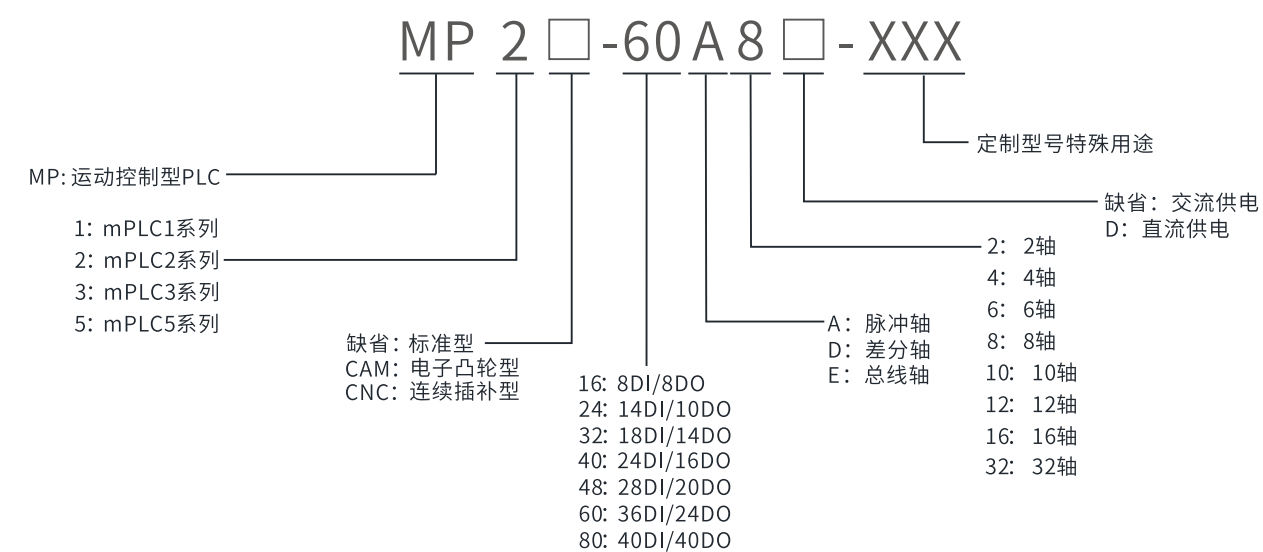 MP2□-60A8□-XXX
定制型号特殊用途
MP: 运动控制型PLC
缺省：交流供电
D：直流供电
1：mPLC1系列
2：mPLC2系列
3：mPLC3系列
5：mPLC5系列
缺省：标准型
CAM：电子凸轮型
CNC：连续插补型
16：8DI/8DO
24：14DI/10DO
32：18DI/14DO
40：24DI/16DO
48：28DI/20DO
60：36DI/24DO
80：40DI/40DO
A：脉冲轴
D：差分轴
E：总线轴
2： 2轴
4： 4轴
6： 6轴
8： 8轴
10： 10轴
12： 12轴
16： 16轴
32： 32轴